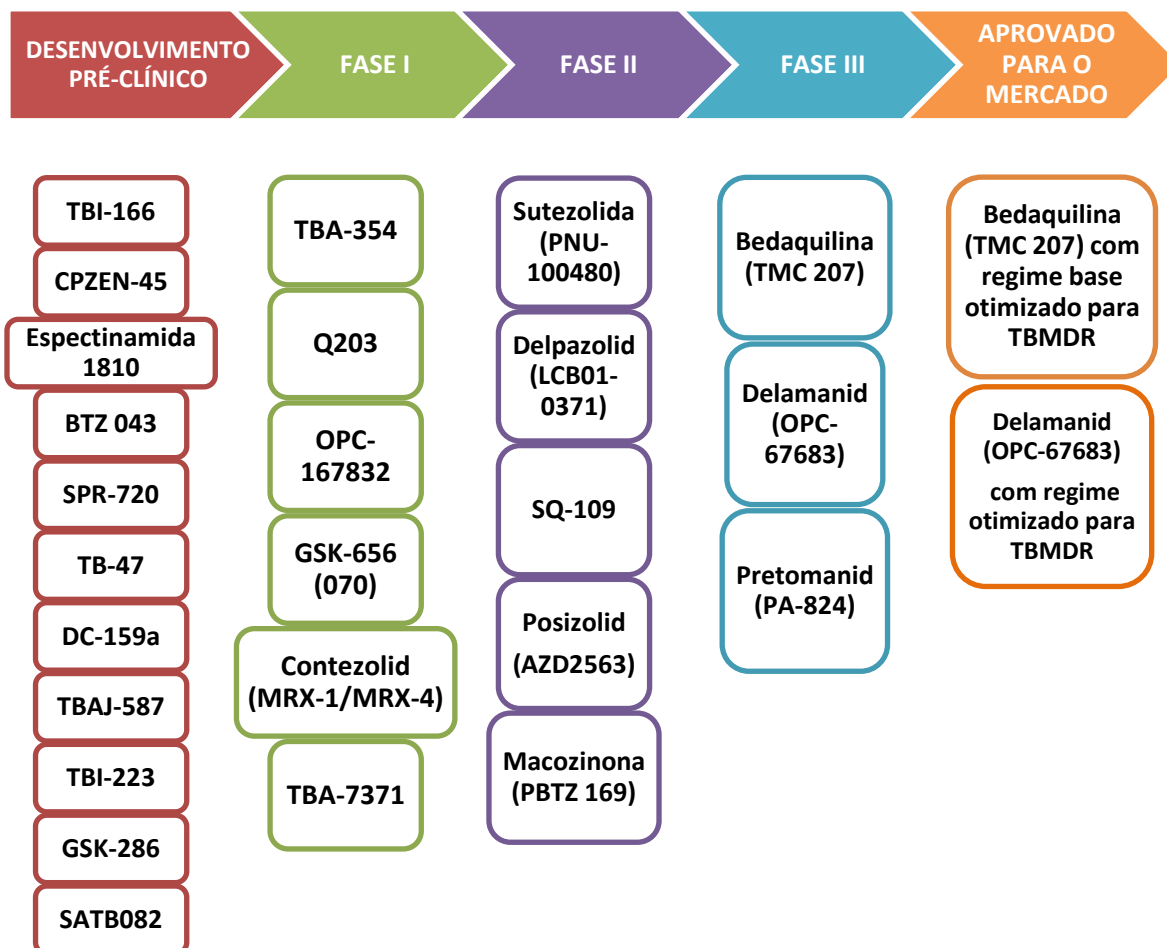 DESENVOLVIMENTO
PRÉ-CLÍNICO
FASE I
FASE II
FASE III
APROVADO
PARA O
MERCADO
TBI-166
CPZEN-45
Espectinamida
1810
BTZ 043
SPR-720
TB-47
DC-159a
TBAJ-587
TBI-223
GSK-286
SATB082
TBA-354
Q203
OPC-
167832
GSK-656
(070)
Contezolid
(MRX-1/MRX-4)
TBA-7371
Sutezolida
(PNU-
100480)
Delpazolid
(LCB01-
0371)
SQ-109
Posizolid
(AZD2563)
Macozinona
(PBTZ 169)
Bedaquilina
(TMC 207)
Delamanid
(OPC-
67683)
Pretomanid
(PA-824)
Bedaquilina
(TMC 207) com
regime base
otimizado para
TBMDR
Delamanid
(OPC-67683)
com regime
otimizado para
TBMDR